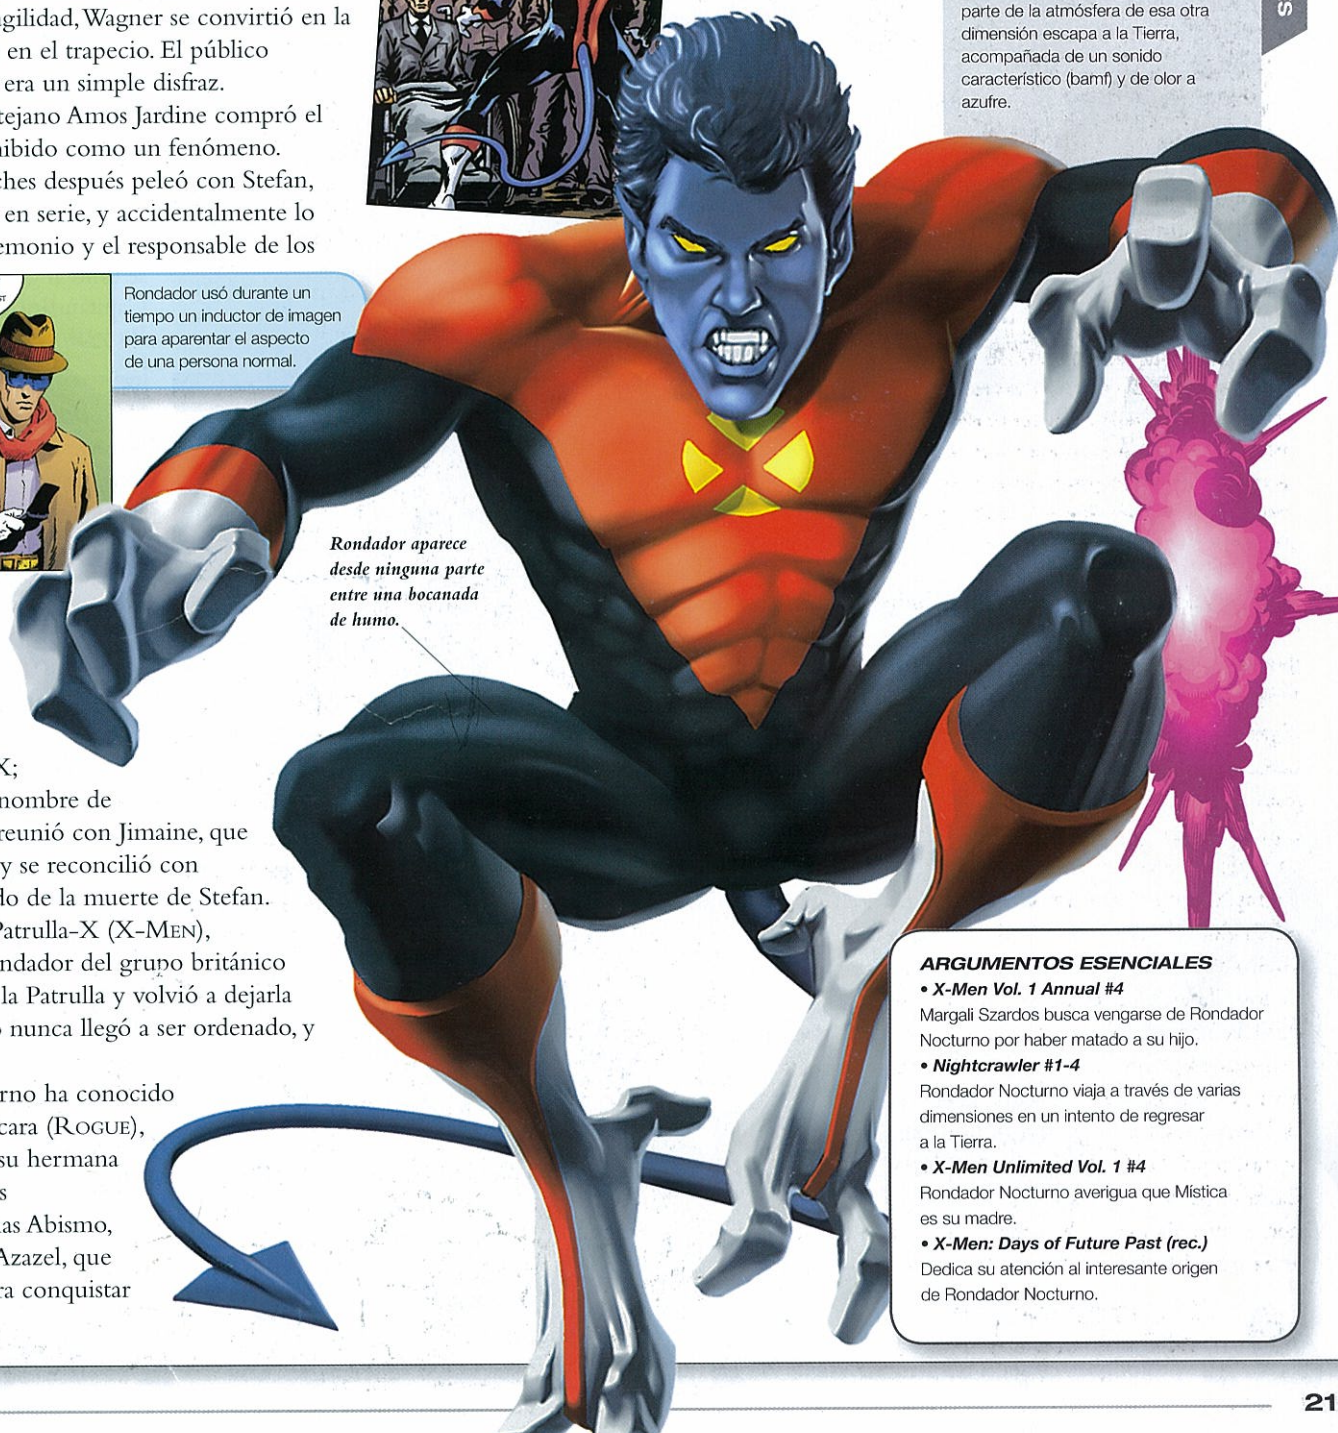 gilidad, Wagner se convirtió en la
en el trapecio. El público
era un simple disfraz.
tejano Amos Jardine compró el
hibido como un fenómeno.
ches después peleó con Stefan,
en serie, y accidentalmente lo
emonio y el responsable de los
parte de la atmósfera de esa otra
dimensión escapa a la Tierra,
acompañada de un sonido
característico (bamf) y de olor a
azufre.
S
ST
Rondador usó durante un
tiempo un inductor de imagen
para aparentar el aspecto
de una persona normal.
Rondador aparece
desde ninguna parte
entre una bocanada
de humo.
X;
nombre de
reunió con Jimaine, que
y se reconcilió con
do de la muerte de Stefan.
Patrulla-X (X-MEN),
ndador del grupo británico
la Patrulla y volvió a dejarla
o nunca llegó a ser ordenado, y
rno ha conocido
cara (ROGUE),
su hermana
s
nas Abismo,
Azazel, que
ra conquistar
ARGUMENTOS ESENCIALES
• X-Men Vol. 1 Annual #4
Margali Szardos busca vengarse de Rondador
Nocturno por haber matado a su hijo.
• Nightcrawler #1-4
Rondador Nocturno viaja a través de varias
dimensiones en un intento de regresar
a la Tierra.
• X-Men Unlimited Vol. 1 #4
Rondador Nocturno averigua que Mística
es su madre.
• X-Men: Days of Future Past (rec.)
Dedica su atención al interesante origen
de Rondador Nocturno.
21